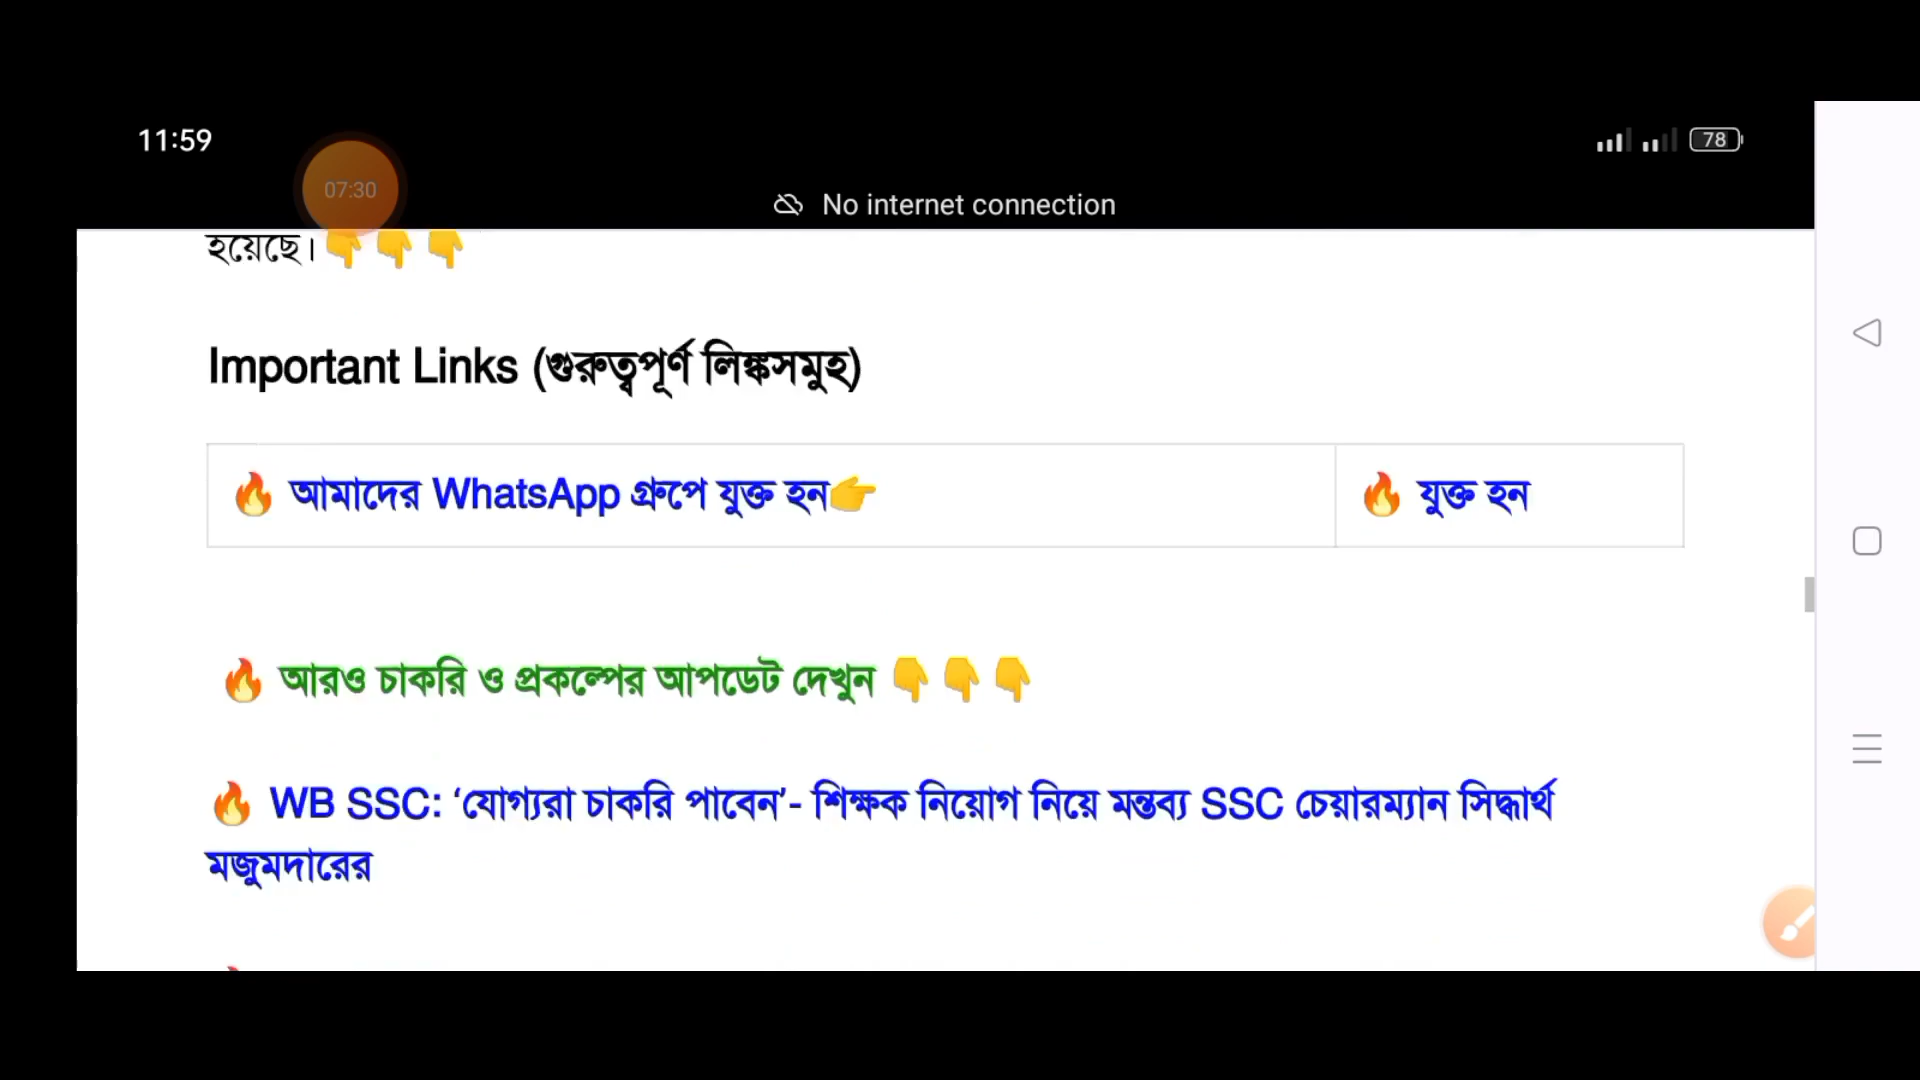 11:59
07:30
78
No internet connection
হয়েছে।👇👇👇
Important Links (গুরুত্বপূর্ণ লিঙ্কসমুহ)
🔥 আমাদের WhatsApp গ্রুপে যুক্ত হন👉 🔥 যুক্ত হন
🔥 আরও চাকরি ও প্রকল্পের আপডেট দেখুন 👇👇👇
🔥 WB SSC: ‘যোগ্যরা চাকরি পাবেন’- শিক্ষক নিয়োগ নিয়ে মন্তব্য SSC চেয়ারম্যান সিদ্ধার্থ
মজুমদারের